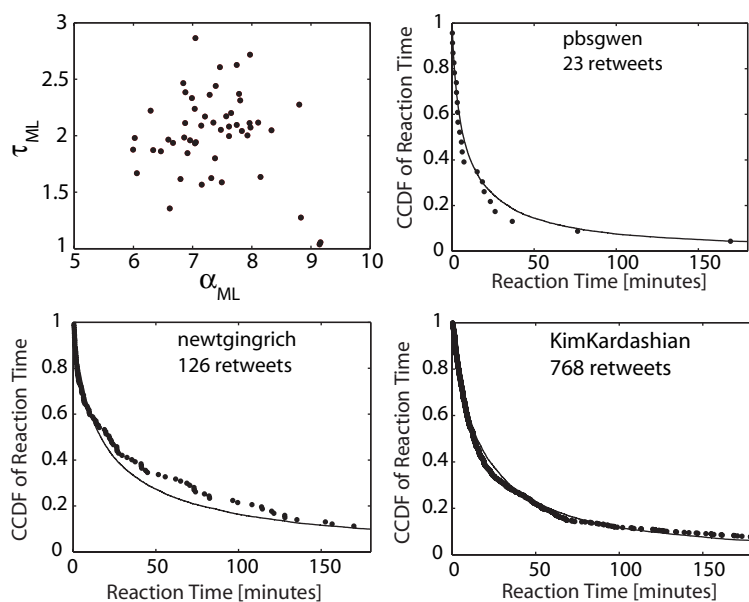 3
2.5
2
1.5
1
τML
5 6 7 8 9 10
αML
pbsgwen
23 retweets
1
0.8
0.6
0.4
0.2
0
CCDF of Reaction Time
0 50 100 150
Reaction Time [minutes]
newtgingrich
126 retweets
1
0.8
0.6
0.4
0.2
0
CCDF of Reaction Time
0 50 100 150
Reaction Time [minutes]
KimKardashian
768 retweets
1
0.8
0.6
0.4
0.2
0
CCDF of Reaction Time
0 50 100 150
Reaction Time [minutes]